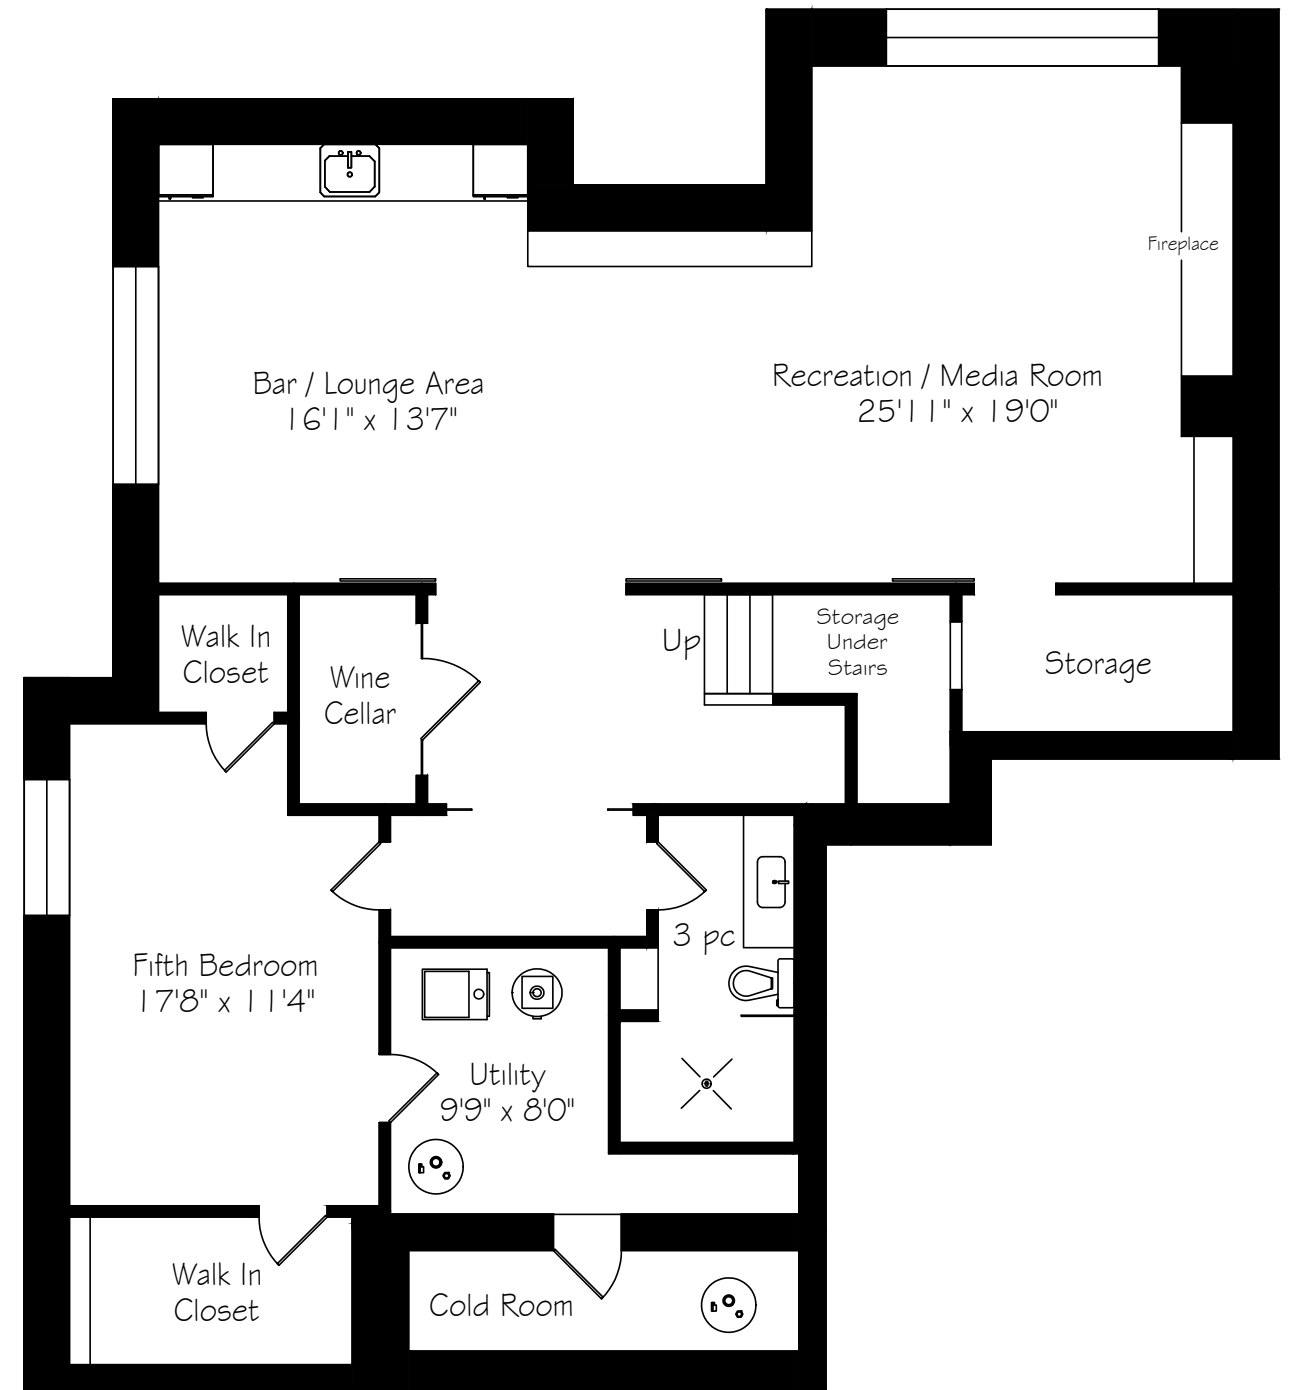 Fireplace
Bar / Lounge Area
16'1" x 13'7"
Recreation / Media Room
25'11" x 19'0"
Walk In
Closet
Wine
Cellar
Up
Storage
Under
Stairs
Storage
3 pc
Fifth Bedroom
17'8" x 11'4"
Utility
9'9" x 8'0"
Walk In
Closet
Cold Room